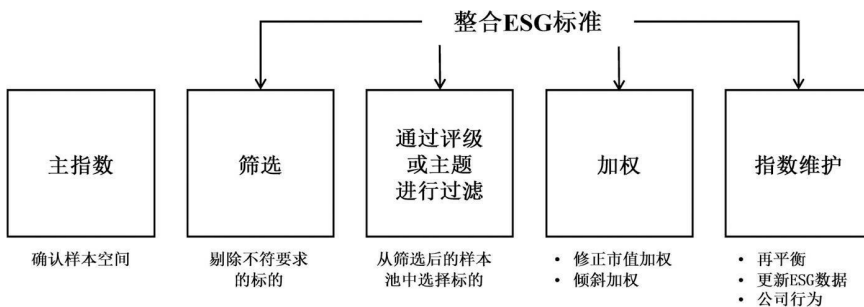 整合ESG标准
主指数
筛选
通过评级
或主题
进行过滤
加权
指数维护
确认样本空间
剔除不符要求
的标的
从筛选后的样本
池中选择标的
• 修正市值加权
• 倾斜加权
• 再平衡
• 更新ESG数据
• 公司行为